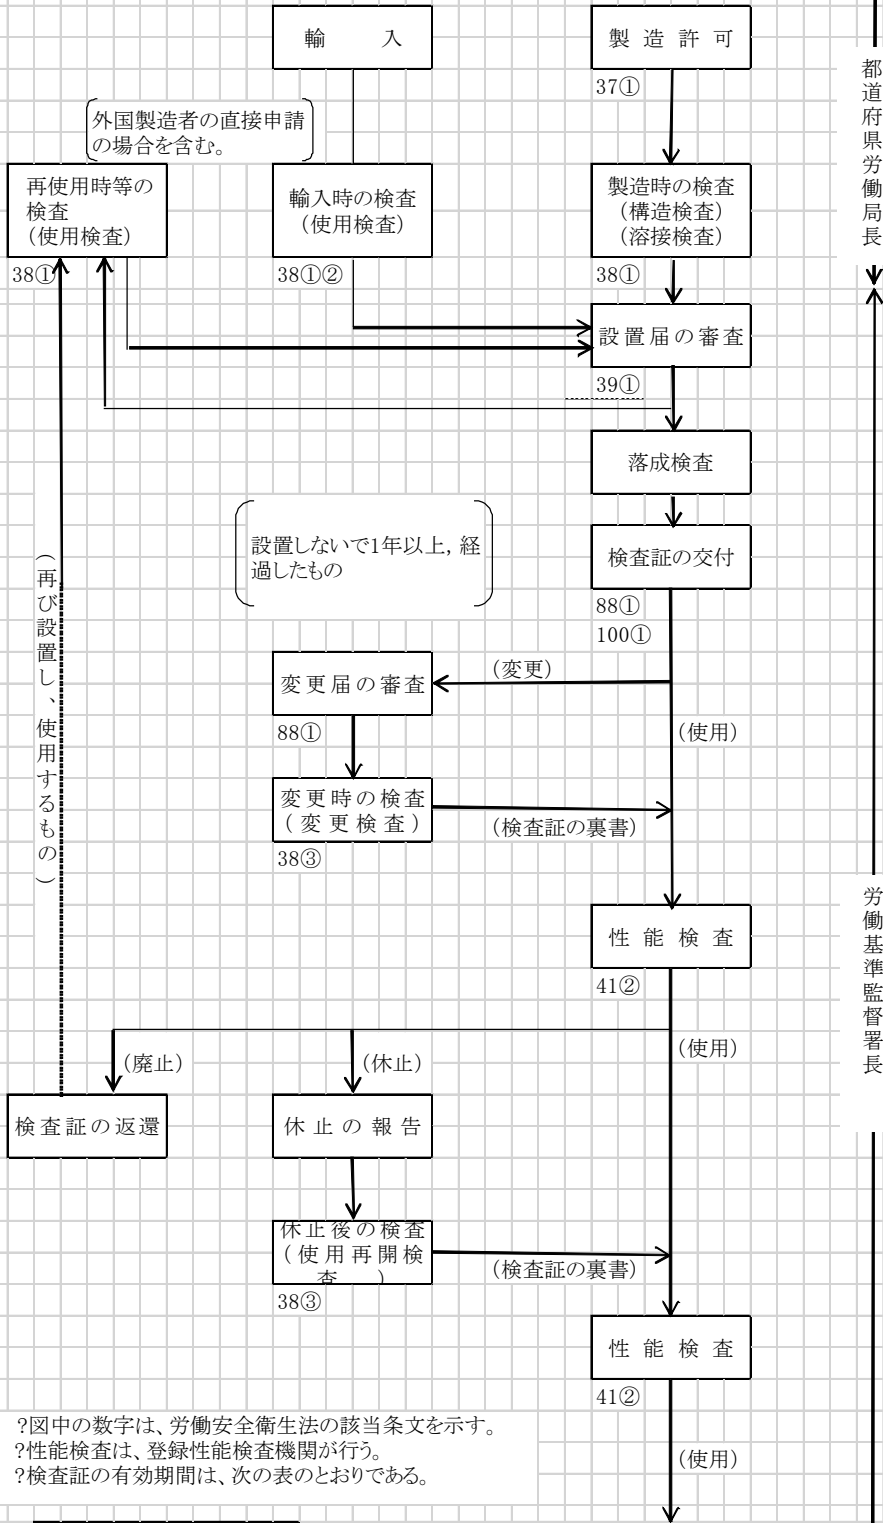 輸入
製造許可
37①
都道府県労働局長
外国製造者の直接申請
の場合を含む。
再使用時等の
検査
(使用検査)
38①
輸入時の検査
(使用検査)
38①②
製造時の検査
(構造検査)
(溶接検査)
38①
設置届の審査
39①
落成検査
設置しないで1年以上,経
過したもの
検査証の交付
88①
100①
(再び設置し、使用するもの)
変更届の審査
88①
(変更)
(使用)
変更時の検査
(変更検査)
38③
(検査証の裏書)
労働基準監督署長
性能検査
41②
(廃止)
(休止)
(使用)
検査証の返還
休止の報告
休止後の検査
(使用再開検
査)
38③
(検査証の裏書)
性能検査
41②
?図中の数字は、労働安全衛生法の該当条文を示す。
?性能検査は、登録性能検査機関が行う。
?検査証の有効期間は、次の表のとおりである。
(使用)